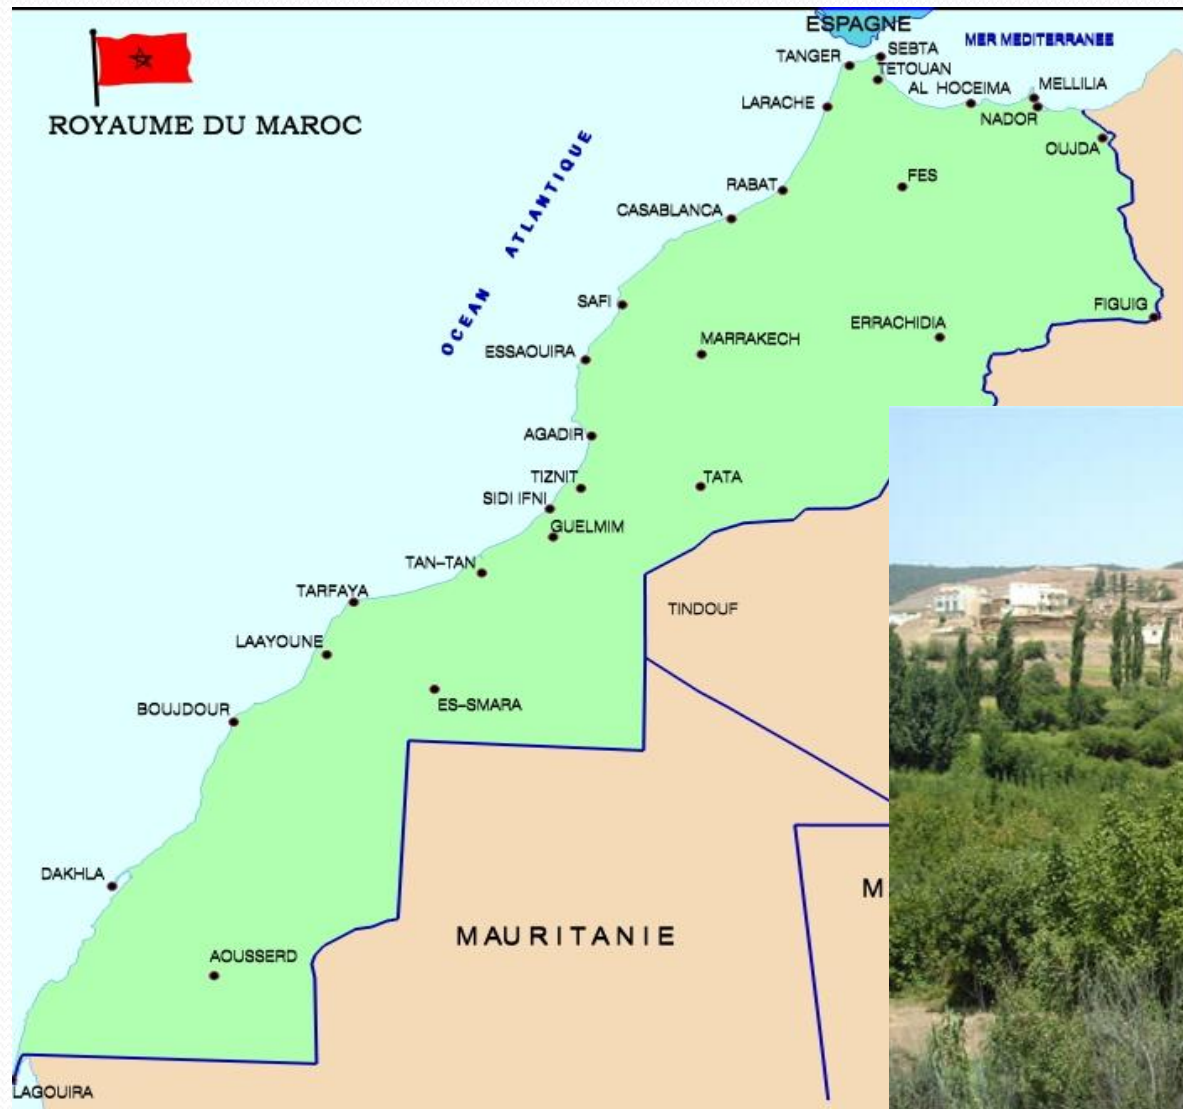 ESPAGNE
SEBTA
MER MEDITERRANEE
TANGER
TETOUAN
AL HOCEIMA
MELLILIA
LARACHE
NADOR
ROYAUME DU MAROC
OUJDA
OCEAN ATLANTIQUE
RABAT
FES
CASABLANCA
SAFI
FIGUIG
ERRACHIDIA
MARRAKECH
ESSAOUIRA
AGADIR
TIZNIT
TATA
SIDI IFNI
GUELMIM
TAN-TAN
TARFAYA
TINDOUF
LAAYOUNE
ES-SMARA
BOUJDOUR
DAKHLA
M
MAURITANIE
AOUSSERD
LAGOUIRA